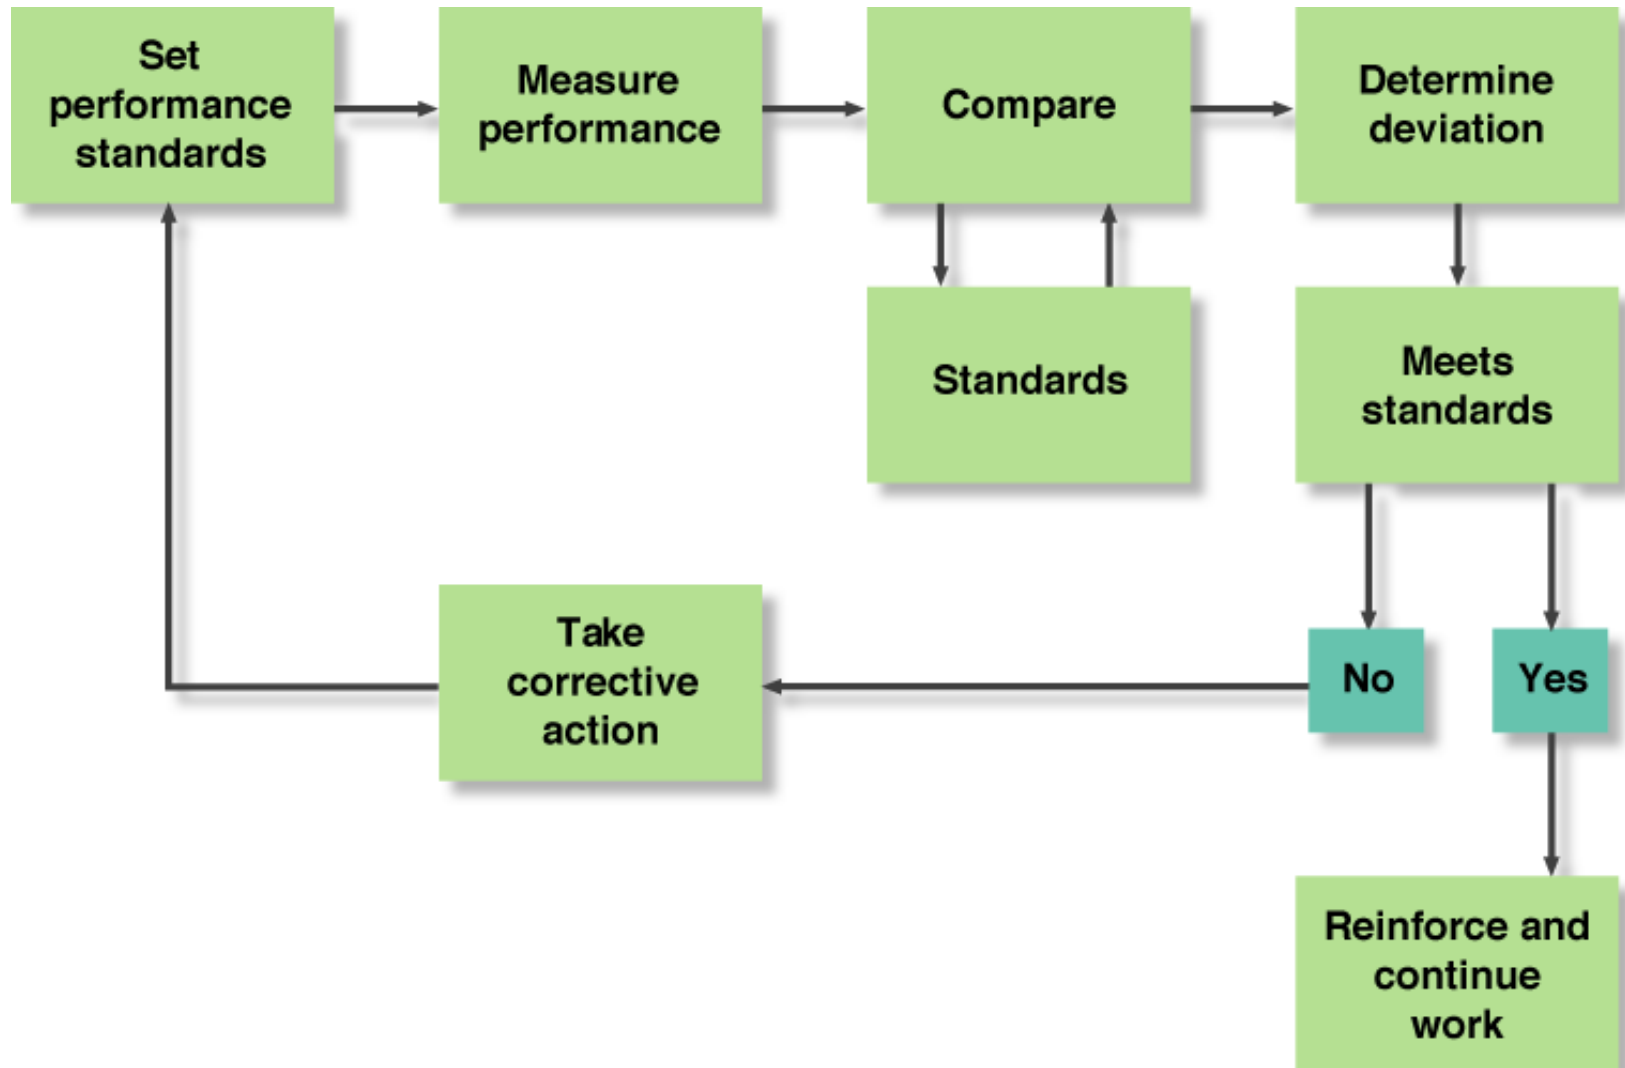 Set
performance
standards
Measure
performance
Compare
Determine
deviation
Standards
Meets
standards
Take
corrective
action
No
Yes
Reinforce and
continue
work